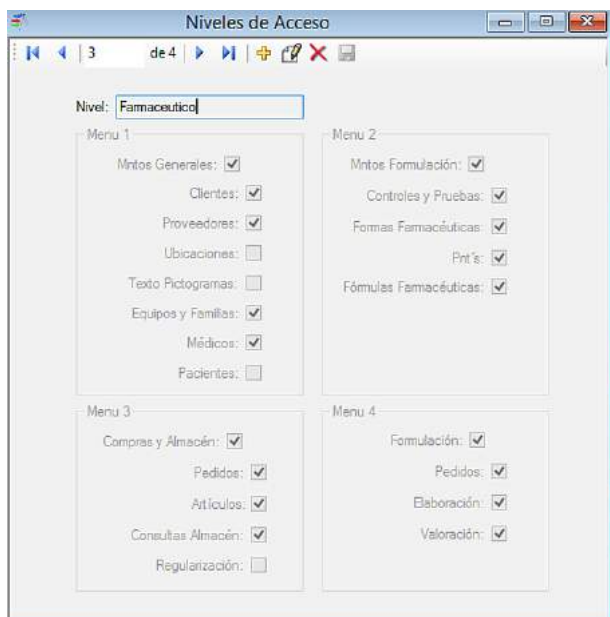 Niveles de Acceso
3 de 4
Nivel: Farmaceutico
Menu 1
Mntos Generales:
Clientes:
Proveedores:
Ubicaciones:
Texto Pictogramas:
Equipos y Familias:
Médicos:
Pacientes:
Menu 2
Mntos Formulación:
Controles y Pruebas:
Formas Farmacéuticas:
Pnt´s:
Fórmulas Farmacéuticas:
Menu 3
Compras y Almacén:
Pedidos:
Artículos:
Consultas Almacén:
Regularización:
Menu 4
Formulación:
Pedidos:
Elaboración:
Valoración: